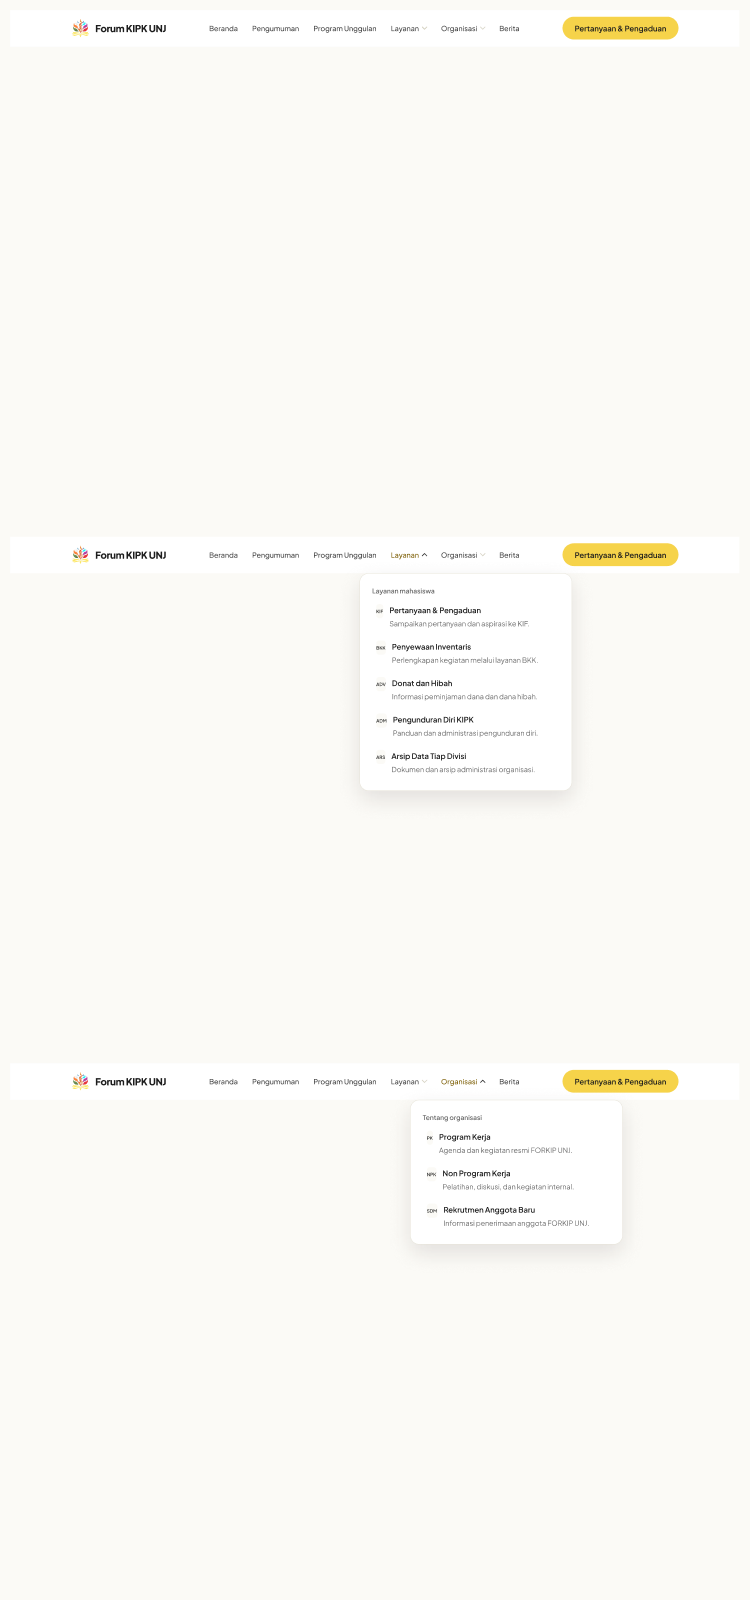 Forum KIPK UNJ Beranda Pengumuman Program Unggulan Layanan Organisasi Berita Pertanyaan & Pengaduan
Forum KIPK UNJ Beranda Pengumuman Program Unggulan Layanan Organisasi Berita Pertanyaan & Pengaduan
Layanan mahasiswa
KIF Pertanyaan & Pengaduan
Sampaikan pertanyaan dan aspirasi ke KIF.
BKK Penyewaan Inventaris
Perlengkapan kegiatan melalui layanan BKK.
ADV Donat dan Hibah
Informasi peminjaman dana dan dana hibah.
ADM Pengunduran Diri KIPK
Panduan dan administrasi pengunduran diri.
ARS Arsip Data Tiap Divisi
Dokumen dan arsip administrasi organisasi.
Forum KIPK UNJ Beranda Pengumuman Program Unggulan Layanan Organisasi Berita Pertanyaan & Pengaduan
Tentang organisasi
PK Program Kerja
Agenda dan kegiatan resmi FORKIP UNJ.
NPK Non Program Kerja
Pelatihan, diskusi, dan kegiatan internal.
SDM Rekrutmen Anggota Baru
Informasi penerimaan anggota FORKIP UNJ.